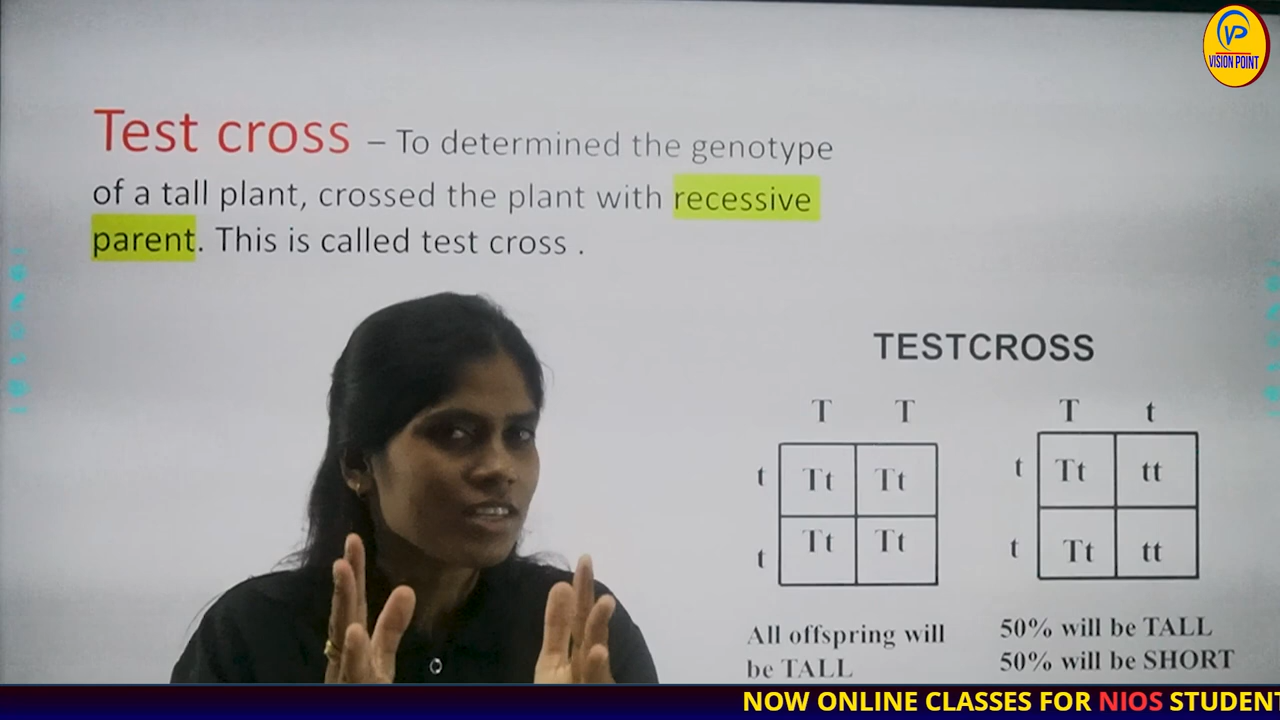 VP
VISION POINT
Test cross – To determined the genotype
of a tall plant, crossed the plant with recessive
parent. This is called test cross .
TESTCROSS
T T
t Tt Tt
t Tt Tt
All offspring will
be TALL
T t
t Tt tt
t Tt tt
50% will be TALL
50% will be SHORT
NOW ONLINE CLASSES FOR NIOS STUDENT